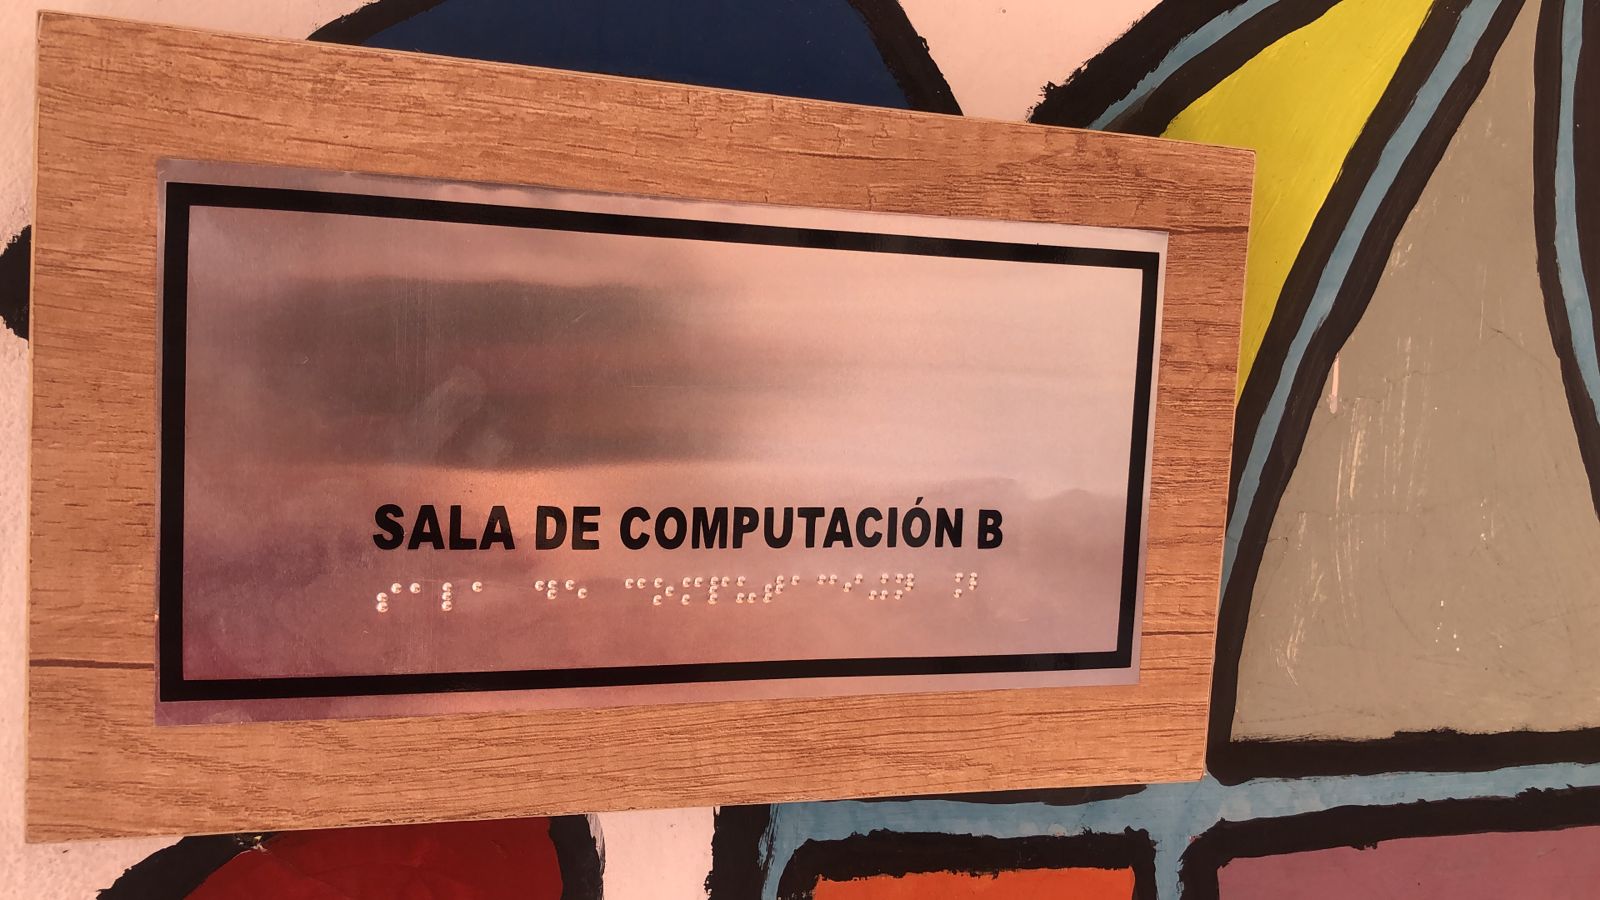 SALA DE COMPUTACIÓN B